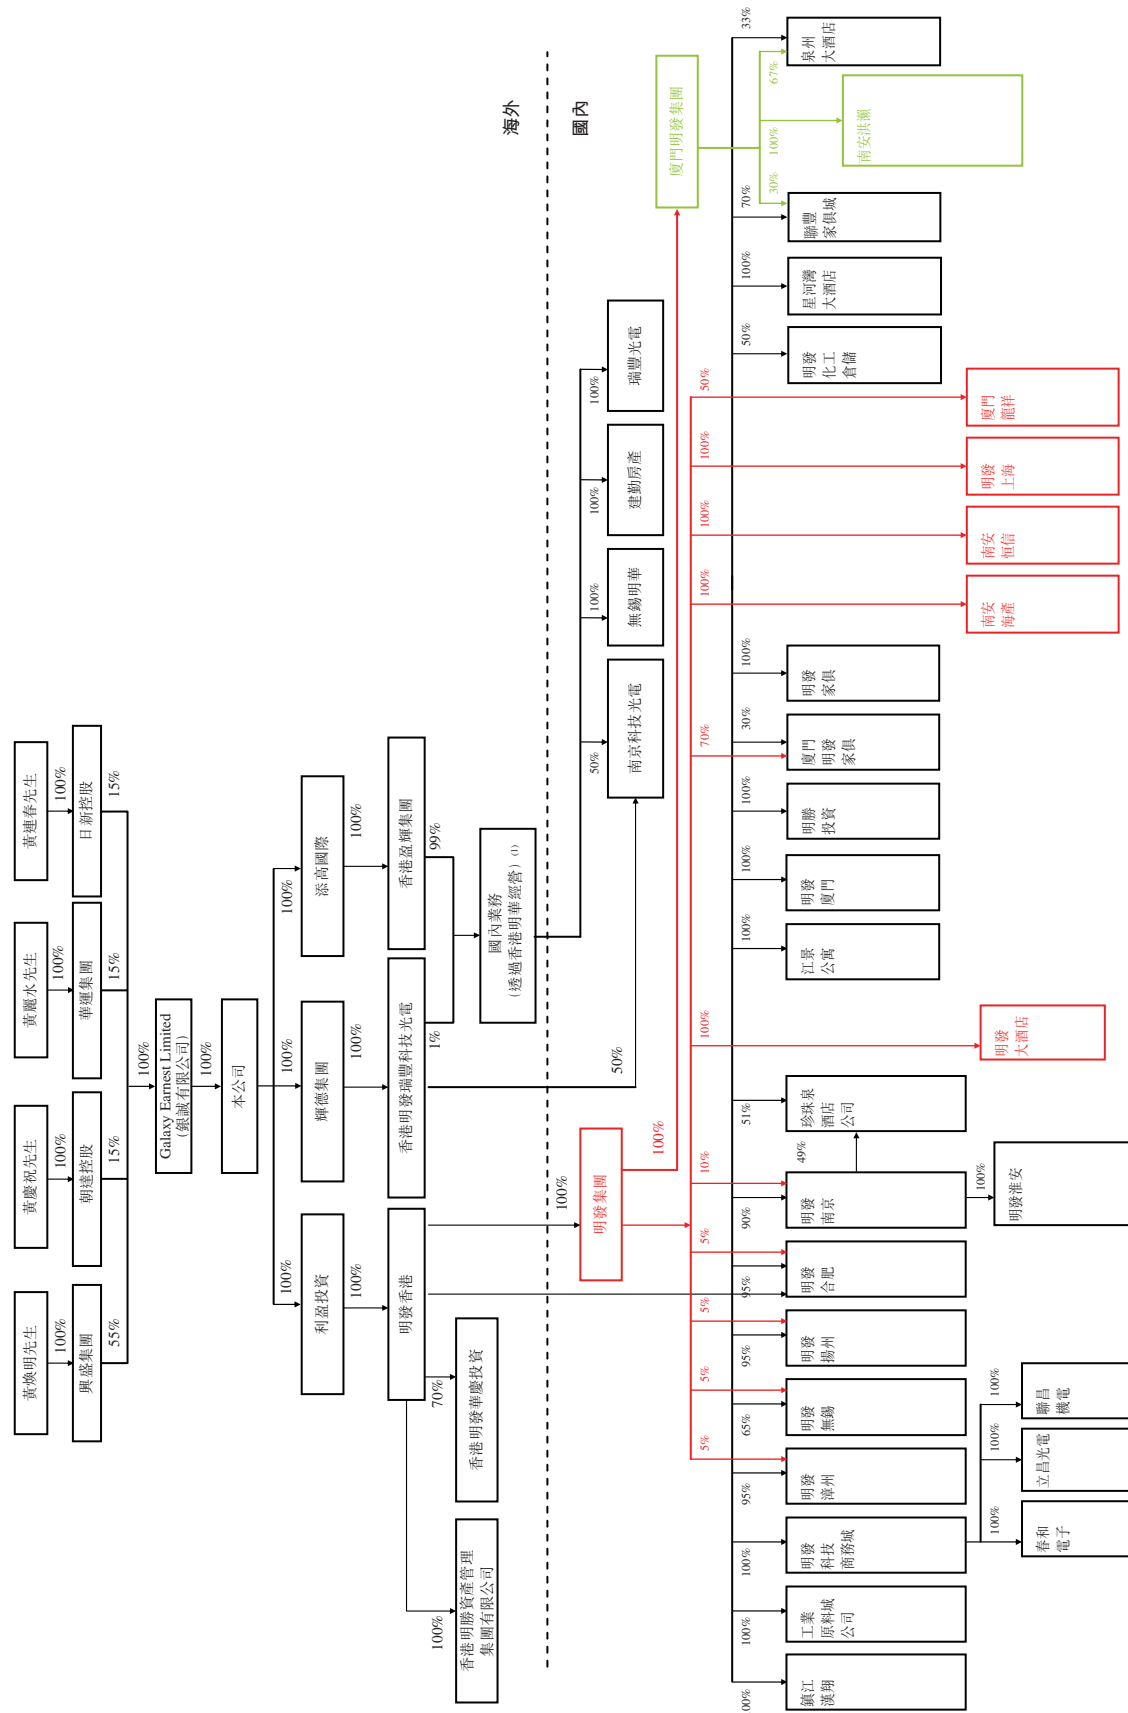 黃煥明先生
黃慶祝先生
黃麗水先生
黃連春先生
100%
100%
100%
100%
興盛集團
朝達控股
華運集團
日新控股
55%
15%
15%
15%
100%
Galaxy Earnest Limited
（銀誠有限公司）
100%
本公司
100%
100%
100%
利盈投資
輝德集團
添高國際
100%
100%
100%
明發香港
香港明發瑞豐科技光電
香港盈輝集團
70%
1%
99%
100%
香港明勝資產管理
集團有限公司
香港明發華慶投資
國內業務
（透過香港明華經營）(1)
海外
國內
100%
50%
50%
100%
100%
100%
明發集團
南京科技光電
無錫明華
建勤房產
瑞豐光電
100%
廈門明發集團
5%
5%
5%
5%
10%
100%
70%
100%
100%
100%
50%
00%
100%
100%
95%
65%
95%
95%
90%
51%
100%
100%
100%
30%
100%
50%
100%
70%
33%
30%
100%
67%
鎮江
漢翔
工業
原料城
公司
明發
科技
商務城
明發
漳州
明發
無錫
明發
揚州
明發
合肥
明發
南京
49%
珍珠泉
酒店
公司
江景
公寓
明發
廈門
明勝
投資
廈門
明發
家俱
明發
家俱
明發
化工
倉儲
星河灣
大酒店
聯豐
家俱城
泉州
大酒店
南安洪瀨
明發
大酒店
南安
海產
南安
恒信
明發
上海
廈門
龍祥
100%
100%
100%
100%
春和
電子
立昌光電
聯昌
機電
明發淮安